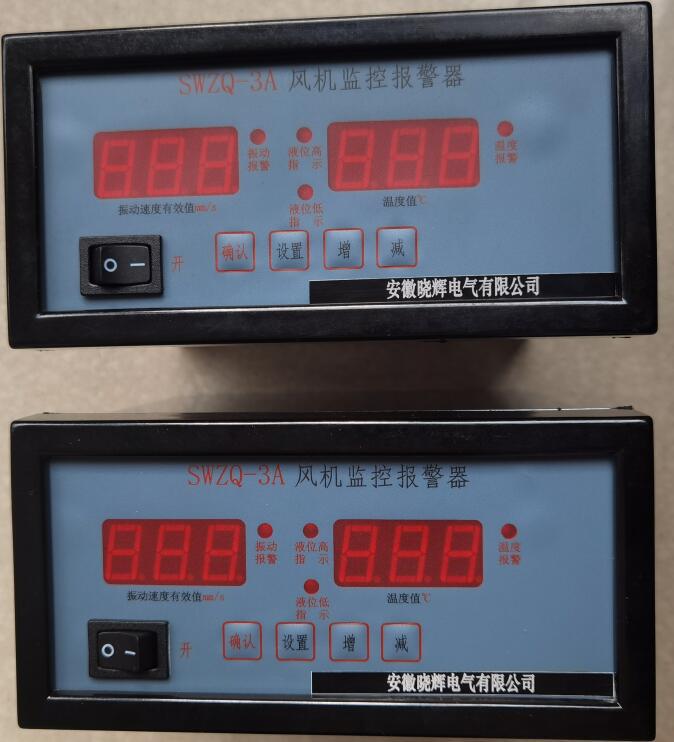 SWZQ-3A 风机监控报警器
振动
报警
液位高
指 示
温度
报警
振动速度有效值mm/s
液位低
指 示
温度值℃
开
确认
设置
增
减
安徽晓辉电气有限公司
SWZQ-3A 风机监控报警器
振动
报警
液位高
指 示
温度
报警
振动速度有效值mm/s
液位低
指 示
温度值℃
开
确认
设置
增
减
安徽晓辉电气有限公司